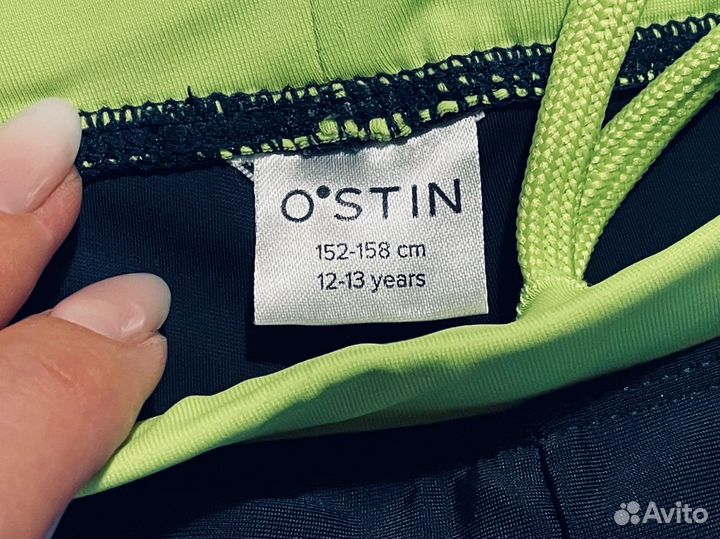 O'STIN
152-158 cm
12-13 years
Avito